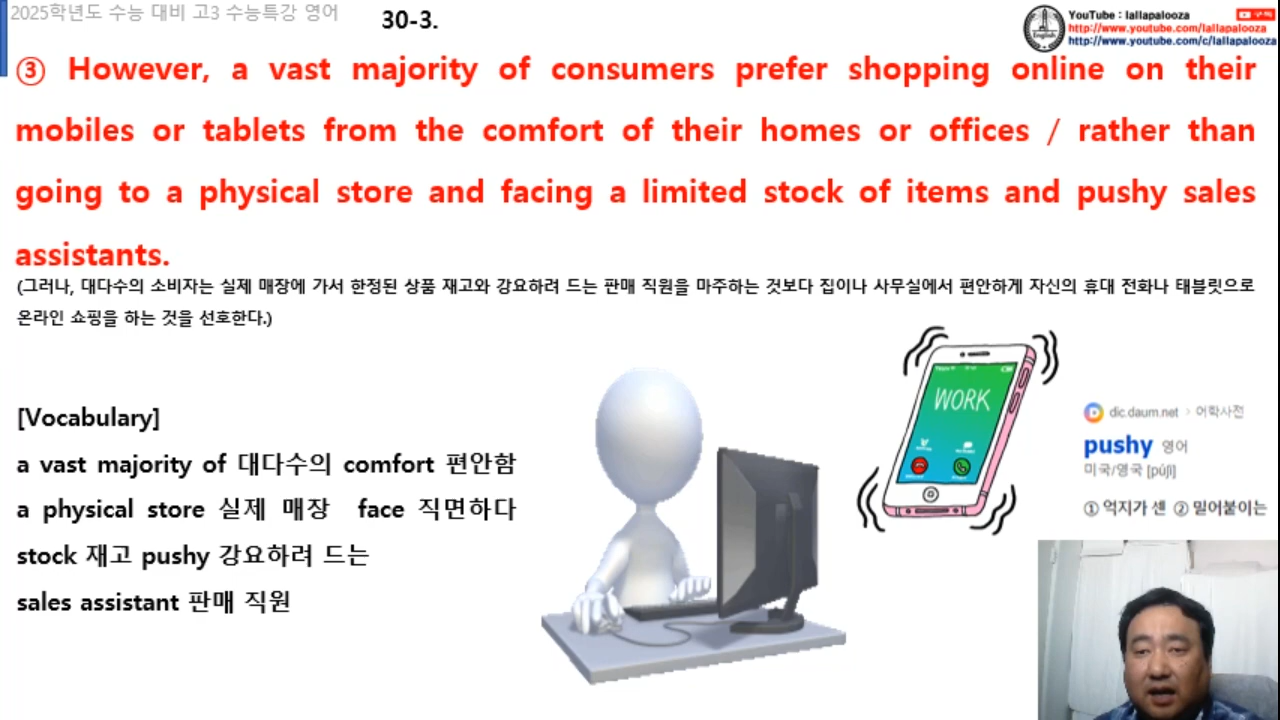 2025학년도 수능 대비 고3 수능특강 영어
30-3.
YouTube : lallapalooza
http://www.youtube.com/lallapalooza
http://www.youtube.com/c/lallapalooza
③ However, a vast majority of consumers prefer shopping online on their
mobiles or tablets from the comfort of their homes or offices / rather than
going to a physical store and facing a limited stock of items and pushy sales
assistants.
(그러나, 대다수의 소비자는 실제 매장에 가서 한정된 상품 재고와 강요하려 드는 판매 직원을 마주하는 것보다 집이나 사무실에서 편안하게 자신의 휴대 전화나 태블릿으로
온라인 쇼핑을 하는 것을 선호한다.)
[Vocabulary]
a vast majority of 대다수의 comfort 편안함
a physical store 실제 매장 face 직면하다
stock 재고 pushy 강요하려 드는
sales assistant 판매 직원
WORK
dic.daum.net > 어학사전
pushy 영어
미국/영국 [púʃi]
① 억지가 센 ② 밀어붙이는